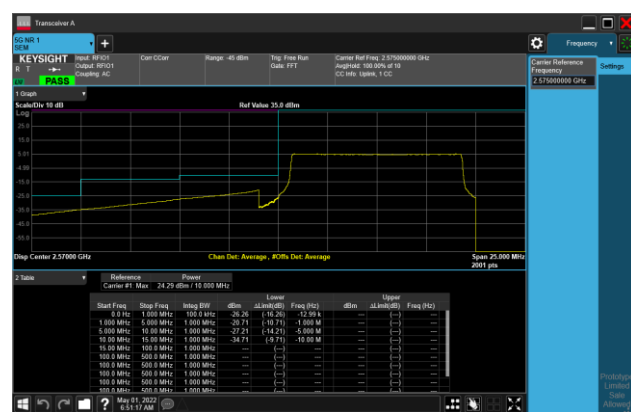 Transceiver A
5G NR 1
SEM
Frequency
KEYSIGHT
R T
PASS
Input: RFIO1
Output: RFIO1
Coupling: AC
Corr CCorr
Range: -45 dBm
Trig: Free Run
Gate: FFT
Carrier Ref Freq: 2.575000000 GHz
Avg|Hold: 100.00% of 10
CC Info: Uplink, 1 CC
Carrier Reference
Frequency
2.575000000 GHz
Settings
1 Graph
Scale/Div 10 dB
Ref Value 35.0 dBm
Log
25.0
15.0
5.01
-4.99
-15.0
-25.0
-35.0
-45.0
-55.0
Disp Center 2.57000 GHz
Chan Det: Average , #Offs Det: Average
Span 25.000 MHz
2001 pts
2 Table
Reference Power
Carrier #1 Max 24.29 dBm / 10.000 MHz
Lower Upper
Start Freq Stop Freq Integ BW dBm ΔLimit(dB) Freq (Hz) dBm ΔLimit(dB) Freq (Hz)
0.0 Hz 1.000 MHz 100.0 kHz -26.26 (-16.26) -12.99 k --- (---) ---
1.000 MHz 5.000 MHz 1.000 MHz -20.71 (-10.71) -1.000 M --- (---) ---
5.000 MHz 10.00 MHz 1.000 MHz -27.21 (-14.21) -5.000 M --- (---) ---
10.00 MHz 15.00 MHz 1.000 MHz -34.71 (-9.71) -10.00 M --- (---) ---
15.00 MHz 100.0 MHz 1.000 MHz --- (---) --- --- (---) ---
100.0 MHz 500.0 MHz 1.000 MHz --- (---) --- --- (---) ---
100.0 MHz 500.0 MHz 1.000 MHz --- (---) --- --- (---) ---
100.0 MHz 500.0 MHz 1.000 MHz --- (---) --- --- (---) ---
100.0 MHz 500.0 MHz 1.000 MHz --- (---) --- --- (---) ---
100.0 MHz 500.0 MHz 1.000 MHz --- (---) --- --- (---) ---
Prototype
Limited
Sale
Allowed
?
May 01, 2022
6:51:17 AM